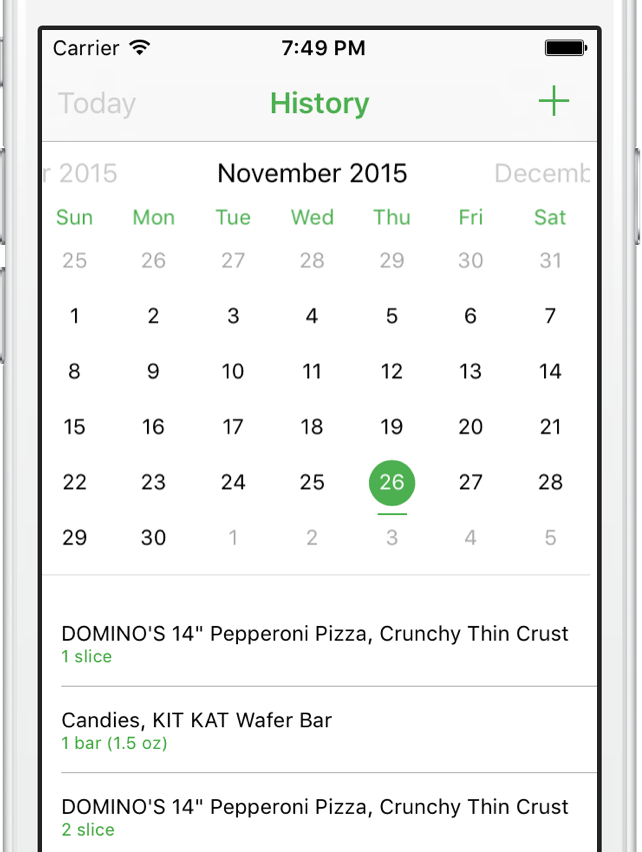 Carrier 7:49 PM
Today History +
r 2015 November 2015 Decemb
Sun Mon Tue Wed Thu Fri Sat
25 26 27 28 29 30 31
1 2 3 4 5 6 7
8 9 10 11 12 13 14
15 16 17 18 19 20 21
22 23 24 25 26 27 28
29 30 1 2 3 4 5
DOMINO'S 14" Pepperoni Pizza, Crunchy Thin Crust
1 slice
Candies, KIT KAT Wafer Bar
1 bar (1.5 oz)
DOMINO'S 14" Pepperoni Pizza, Crunchy Thin Crust
2 slice